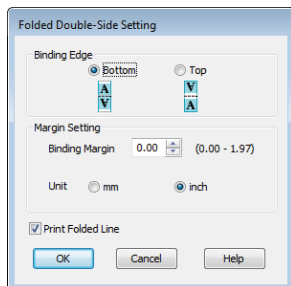 Folded Double-Side Setting
Binding Edge
Bottom Top
A A
A A
Margin Setting
Binding Margin 0.00 (0.00 - 1.97)
Unit mm inch
Print Folded Line
OK Cancel Help